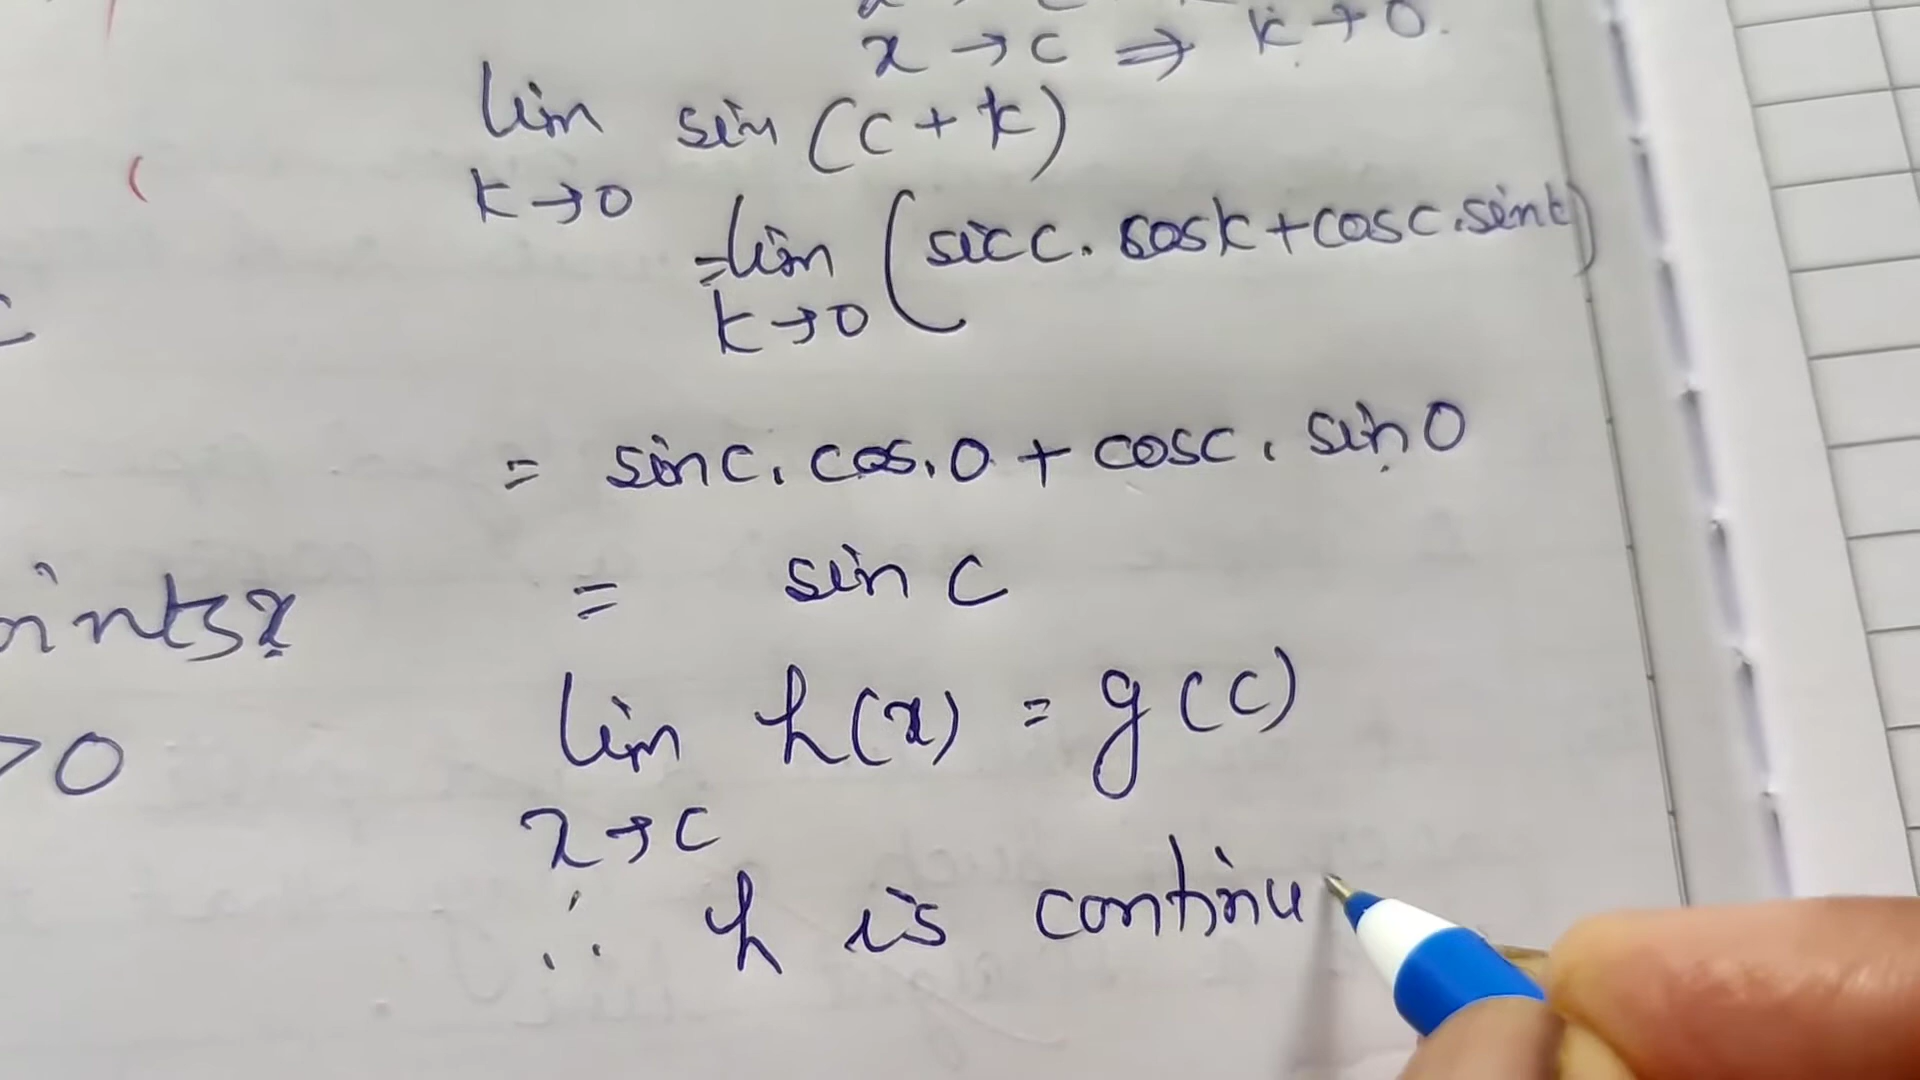 x → c ⇒ k → 0.
lim sin (c + k)
k → 0
= lim (sic c . cos k + cos c . sin k)
k → 0
= sin c . cos . 0 + cos c . sin 0
ints x
= sin c
> 0
lim h(x) = g(c)
x → c
∴ h is continu